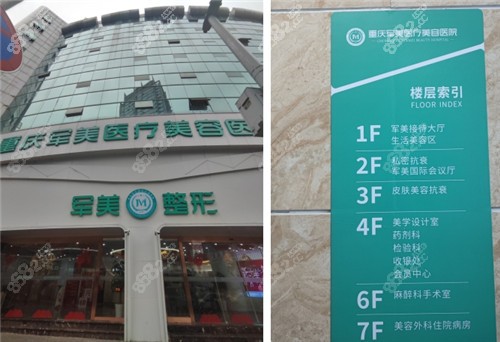 重庆军美医疗美容医
军美 M 整形
重庆军美医疗美容医院
楼层索引
FLOOR INDEX
1F 军美接待大厅
生活美容区
2F 私密抗衰
军美国际会议厅
3F 皮肤美容抗衰
4F 美学设计室
药剂科
检验科
收银处
会员中心
6F 麻醉科手术室
7F 美容外科住院病房